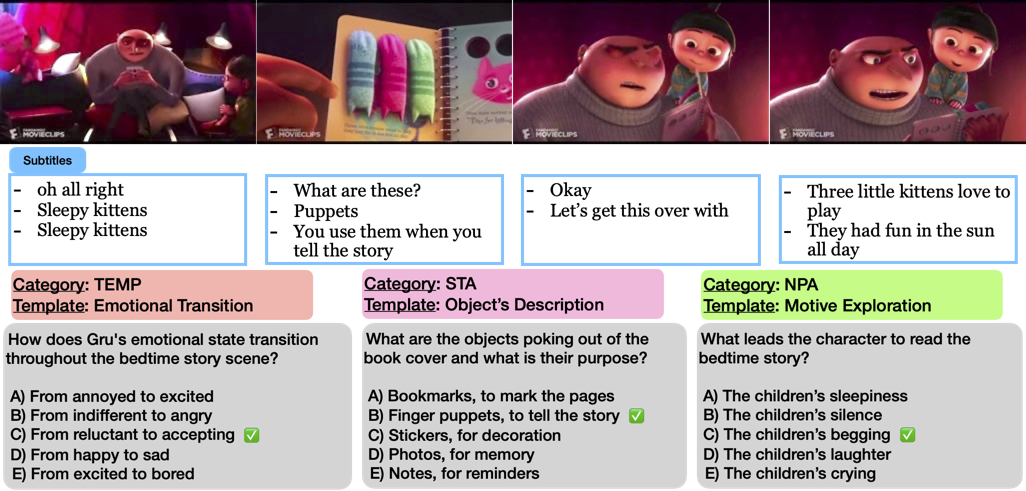 FANDANGO
MOVIECLIPS
FANDANGO
MOVIECLIPS
FANDANGO
MOVIECLIPS
FANDANGO
MOVIECLIPS
Subtitles
- oh all right
- Sleepy kittens
- Sleepy kittens
- What are these?
- Puppets
- You use them when you
tell the story
- Okay
- Let's get this over with
- Three little kittens love to
play
- They had fun in the sun
all day
Category: TEMP
Template: Emotional Transition
Category: STA
Template: Object's Description
Category: NPA
Template: Motive Exploration
How does Gru's emotional state transition
throughout the bedtime story scene?
A) From annoyed to excited
B) From indifferent to angry
C) From reluctant to accepting ✅
D) From happy to sad
E) From excited to bored
What are the objects poking out of the
book cover and what is their purpose?
A) Bookmarks, to mark the pages
B) Finger puppets, to tell the story ✅
C) Stickers, for decoration
D) Photos, for memory
E) Notes, for reminders
What leads the character to read the
bedtime story?
A) The children's sleepiness
B) The children's silence
C) The children's begging ✅
D) The children's laughter
E) The children's crying